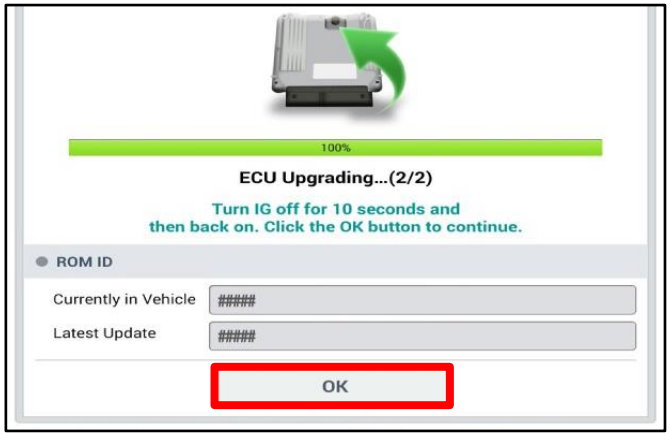 100%
ECU Upgrading...(2/2)
Turn IG off for 10 seconds and
then back on. Click the OK button to continue.
ROM ID
Currently in Vehicle #####
Latest Update #####
OK